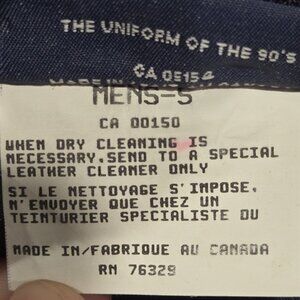 THE UNIFORM OF THE 90'S
CA 0015
MENS-S
CA 00150
WHEN DRY CLEANING IS
NECESSARY.SEND TO A SPECIAL
LEATHER CLEANER ONLY
SI LE NETTOYAGE S'IMPOSE,
N'ENVOYER QUE CHEZ UN
TEINTURIER SPECIALISTE DU
MADE IN/FABRIQUE AU CANADA
RN 76329